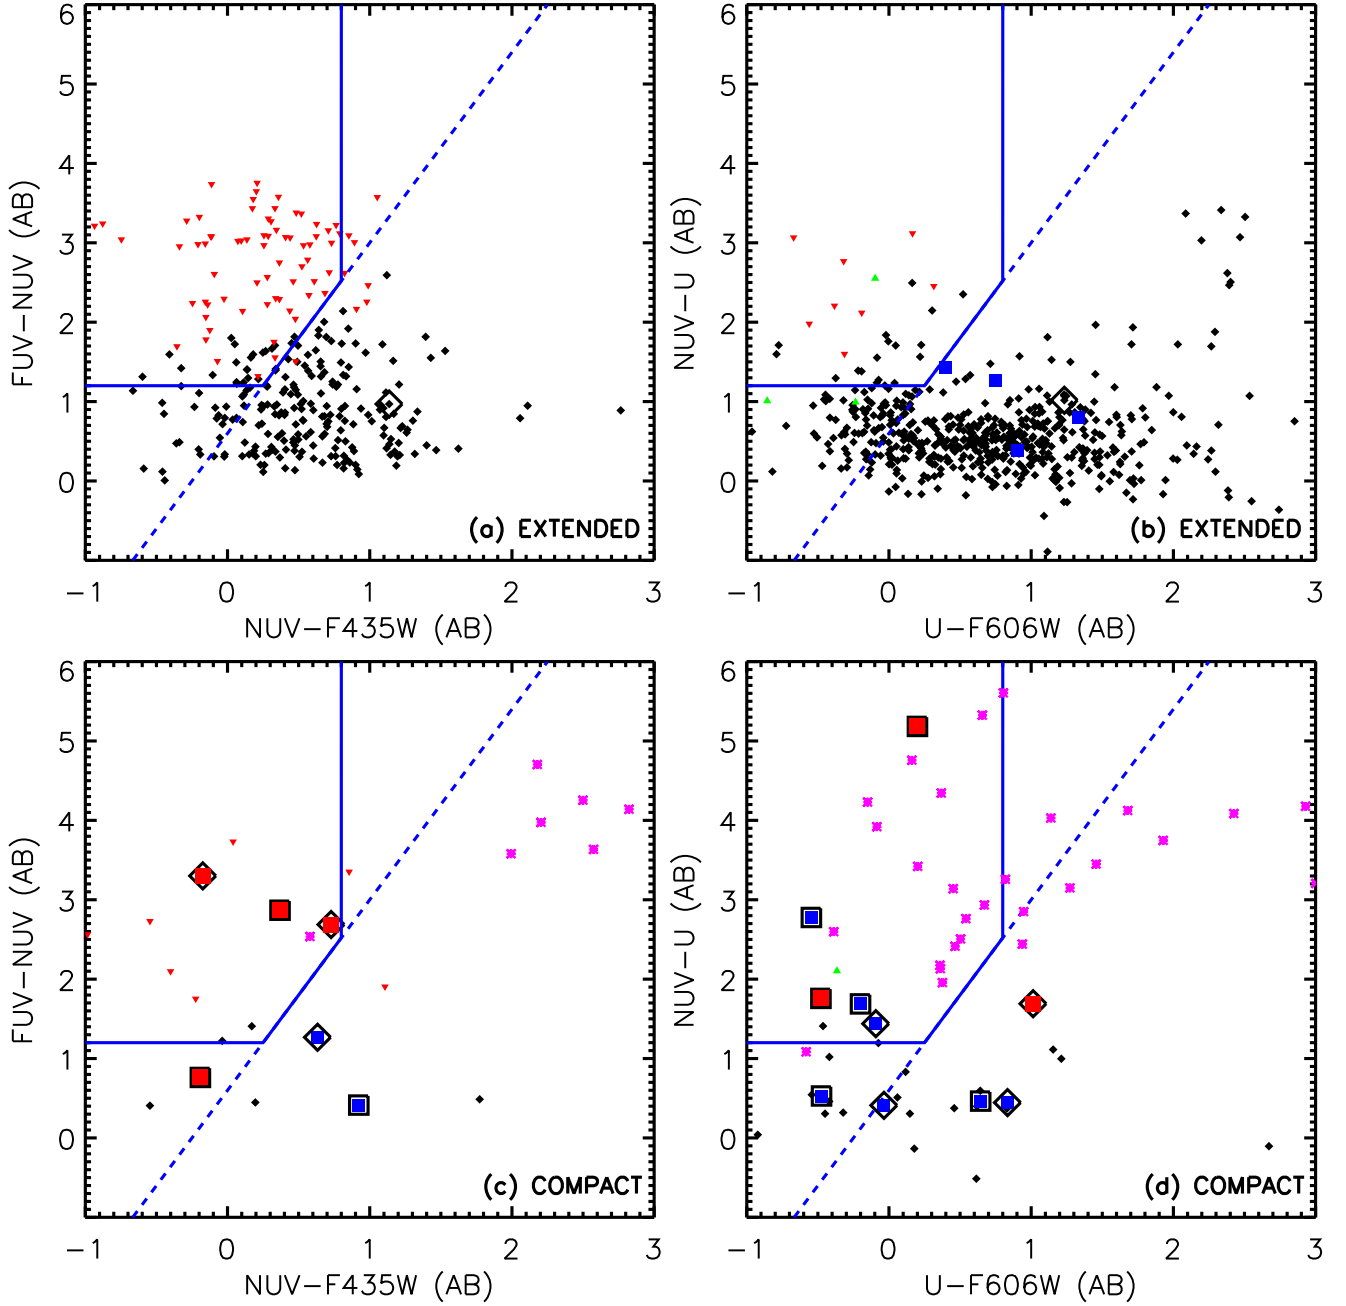 6
5
4
3
2
1
0
FUV−NUV (AB)
(a) EXTENDED
−1 0 1 2 3
NUV−F435W (AB)
6
5
4
3
2
1
0
NUV−U (AB)
(b) EXTENDED
−1 0 1 2 3
U−F606W (AB)
6
5
4
3
2
1
0
FUV−NUV (AB)
(c) COMPACT
−1 0 1 2 3
NUV−F435W (AB)
6
5
4
3
2
1
0
NUV−U (AB)
(d) COMPACT
−1 0 1 2 3
U−F606W (AB)